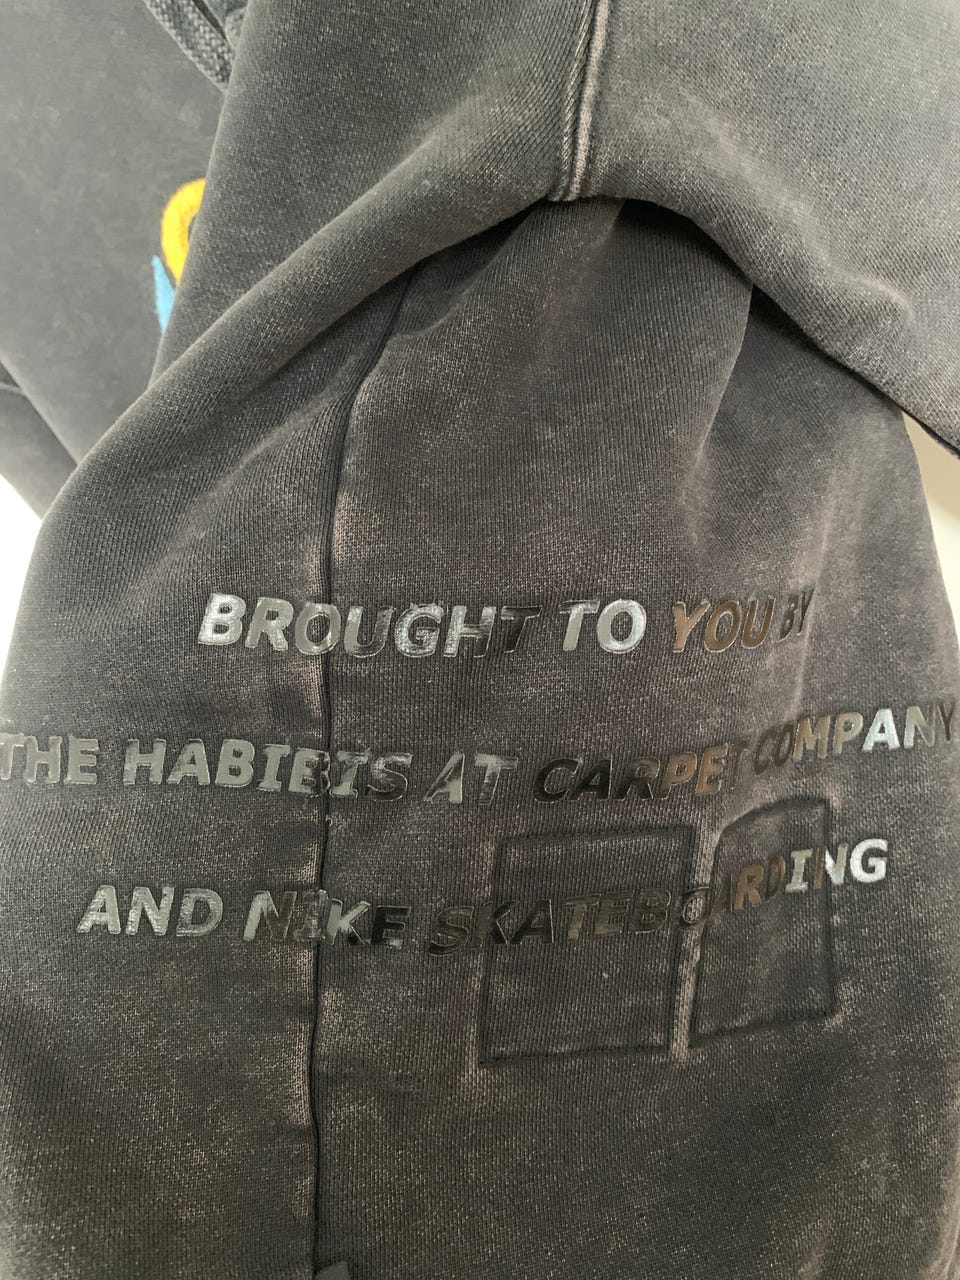 BROUGHT TO YOU BY
THE HABIBIS AT CARPET COMPANY
AND NIKE SKATEBOARDING